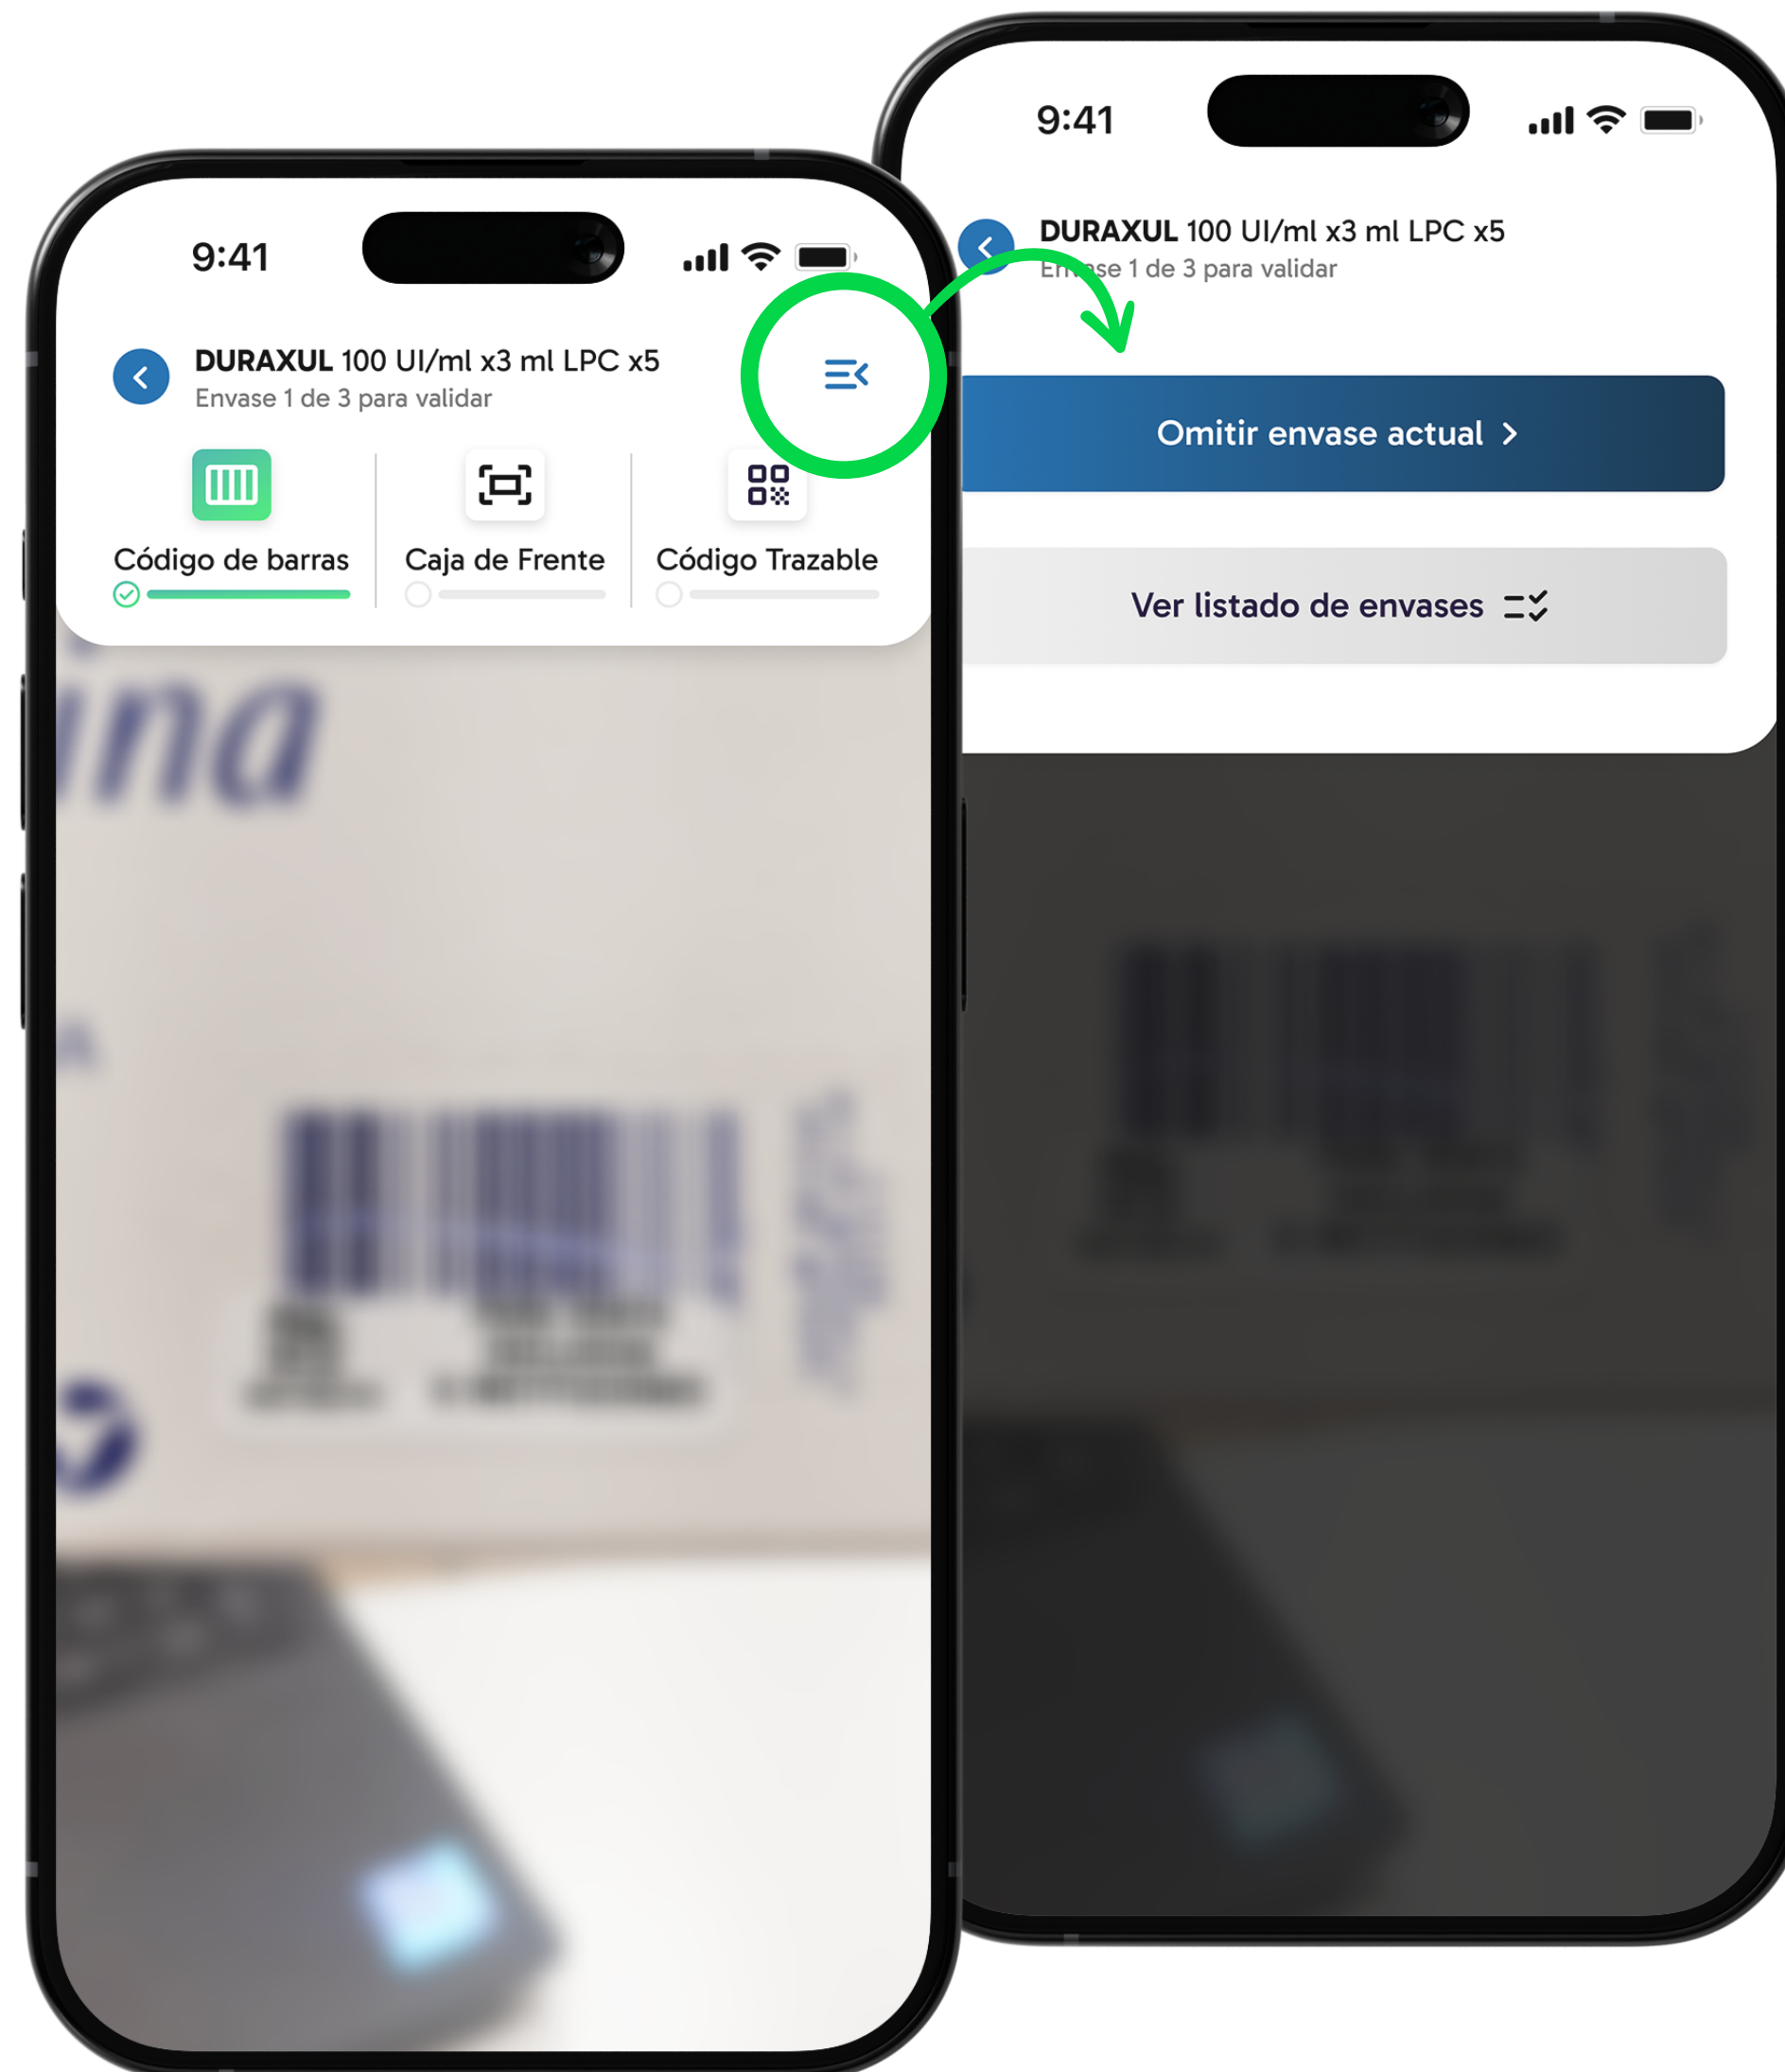 9:41
DURAXUL 100 UI/ml x3 ml LPC x5
Envase 1 de 3 para validar
Código de barras
Caja de Frente
Código Trazable
9:41
DURAXUL 100 UI/ml x3 ml LPC x5
Envase 1 de 3 para validar
Omitir envase actual
Ver listado de envases